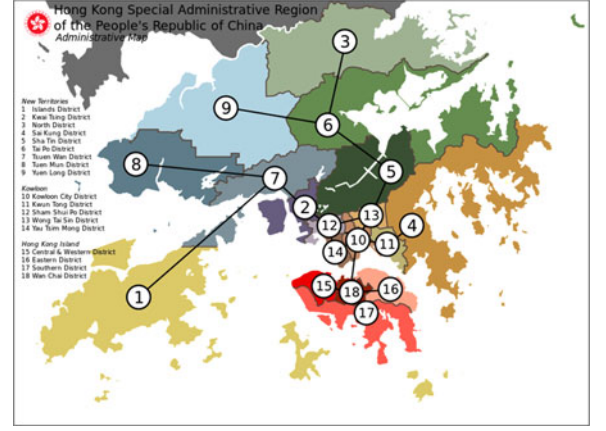 Hong Kong Special Administrative Region
of the People's Republic of China
Administrative Map
New Territories
1 Islands District
2 Kwai Tsing District
3 North District
4 Sai Kung District
5 Sha Tin District
6 Tai Po District
7 Tsuen Wan District
8 Tuen Mun District
9 Yuen Long District
Kowloon
10 Kowloon City District
11 Kwun Tong District
12 Sham Shui Po District
13 Wong Tai Sin District
14 Yau Tsim Mong District
Hong Kong Island
15 Central & Western District
16 Eastern District
17 Southern District
18 Wan Chai District
3
9
6
8
7
5
2
12
13
4
10
11
14
1
15
18
16
17